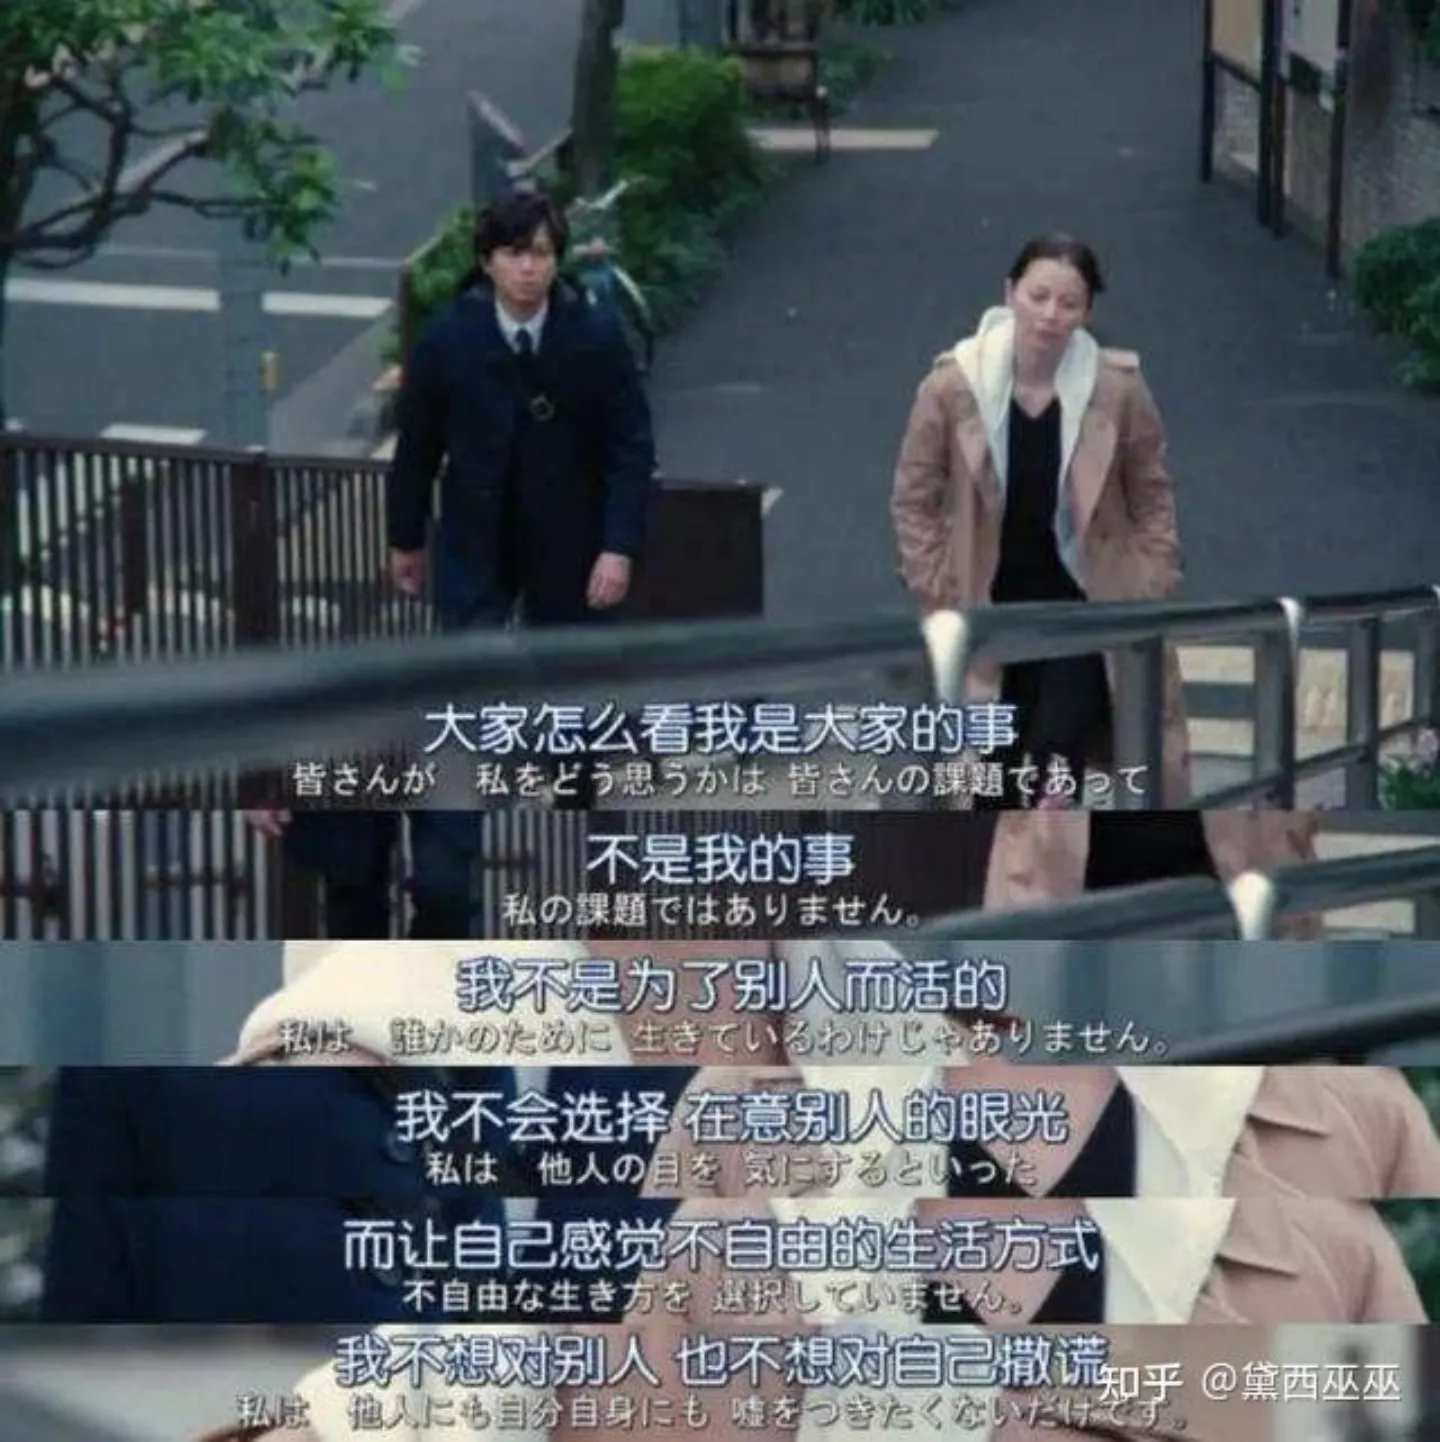 大家怎么看我是大家的事
皆さんが 私をどう思うかは 皆さんの課題であって
不是我的事
私の課題ではありません。
我不是为了别人而活的
私は 誰かのために 生きているわけじゃありません。
我不会选择 在意别人的眼光
私は 他人の目を 気にするといった
而让自己感觉不自由的生活方式
不自由な生き方を 選択していません。
我不想对别人 也不想对自己撒谎
知乎 @黛西巫巫
私は 他人にも自分自身にも 嘘をつきたくないだけです。